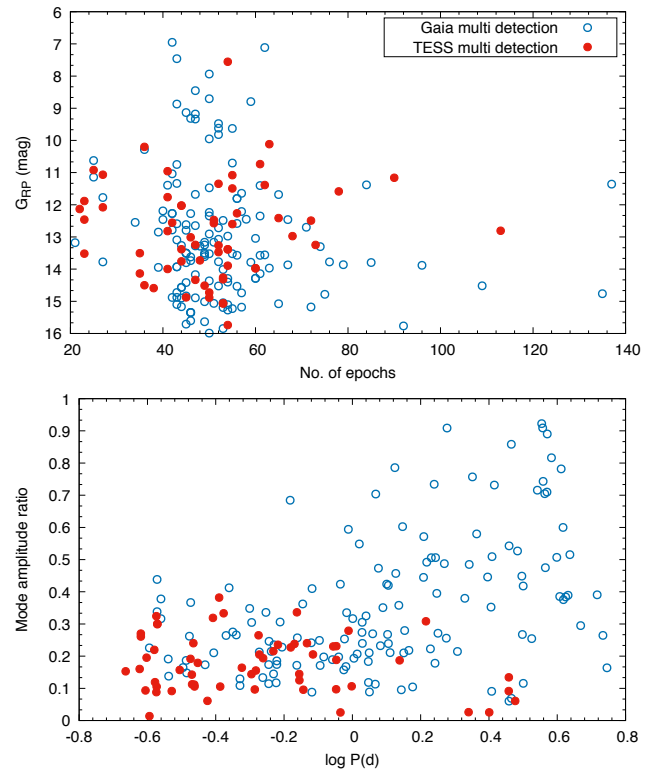 6
7
8
9
10
11
12
13
14
15
16
G_RP (mag)
Gaia multi detection
TESS multi detection
20 40 60 80 100 120 140
No. of epochs
1
0.9
0.8
0.7
0.6
0.5
0.4
0.3
0.2
0.1
0
Mode amplitude ratio
-0.8 -0.6 -0.4 -0.2 0.0 0.2 0.4 0.6 0.8
log P(d)